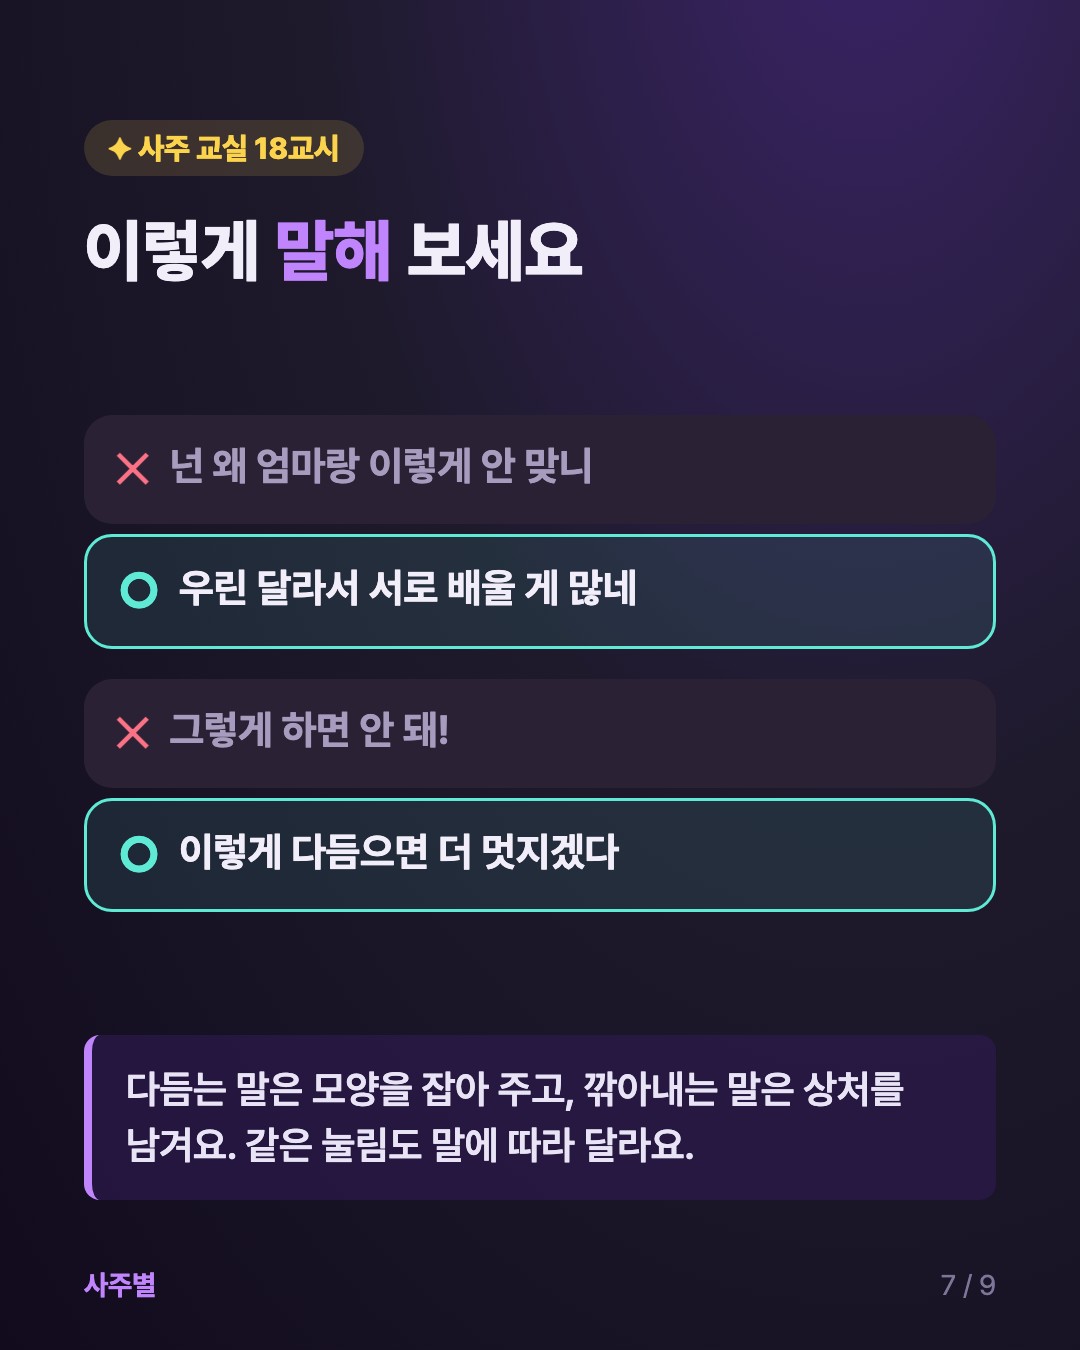 ✦ 사주 교실 18교시
이렇게 말해 보세요
넌 왜 엄마랑 이렇게 안 맞니
우린 달라서 서로 배울 게 많네
그렇게 하면 안 돼!
이렇게 다듬으면 더 멋지겠다
다듬는 말은 모양을 잡아 주고, 깎아내는 말은 상처를
남겨요. 같은 눌림도 말에 따라 달라요.
사주별
7 / 9